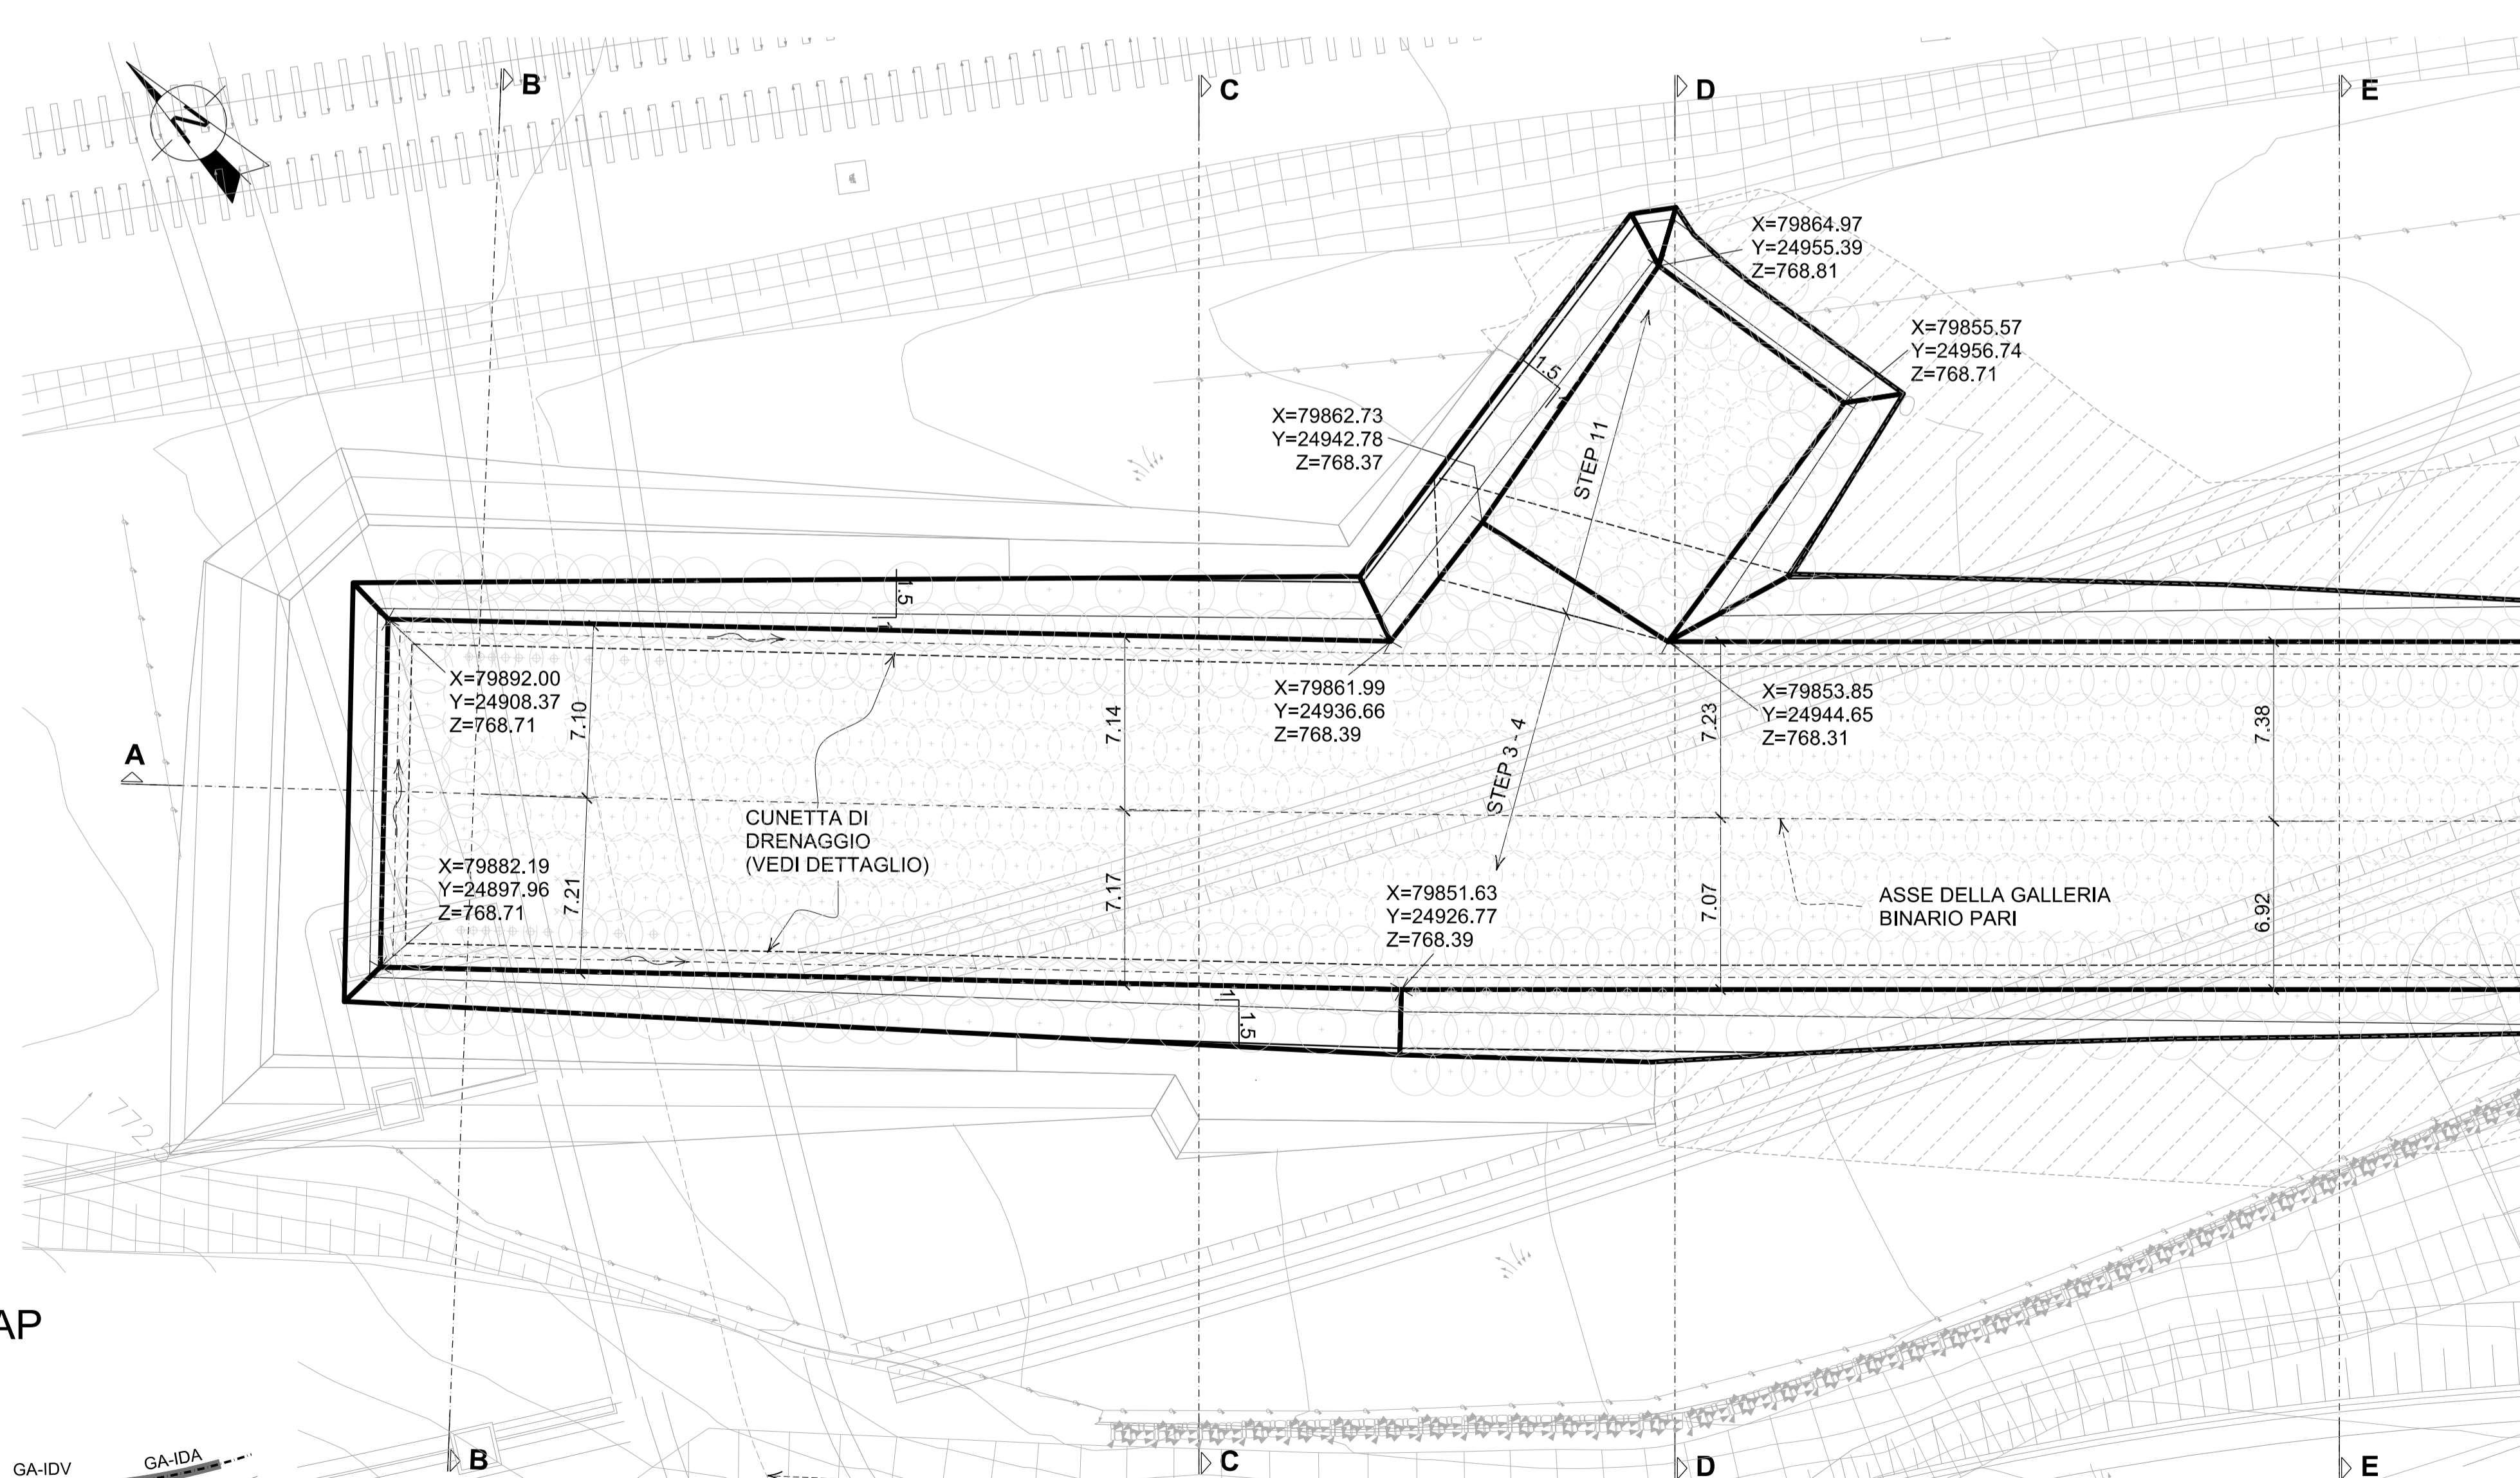 N
B
C
D
E
X=79864.97
Y=24955.39
Z=768.81
X=79855.57
Y=24956.74
Z=768.71
1.5
X=79862.73
Y=24942.78
Z=768.37
STEP 11
1.5
1
X=79892.00
Y=24908.37
Z=768.71
7.10
7.14
X=79861.99
Y=24936.66
Z=768.39
X=79853.85
Y=24944.65
Z=768.31
7.23
7.38
A
STEP 3 - 4
CUNETTA DI
DRENAGGIO
(VEDI DETTAGLIO)
X=79882.19
Y=24897.96
Z=768.71
7.21
7.17
X=79851.63
Y=24926.77
Z=768.39
7.07
ASSE DELLA GALLERIA
BINARIO PARI
6.92
1
1.5
AP
GA-IDV
GA-IDA
B
C
D
E